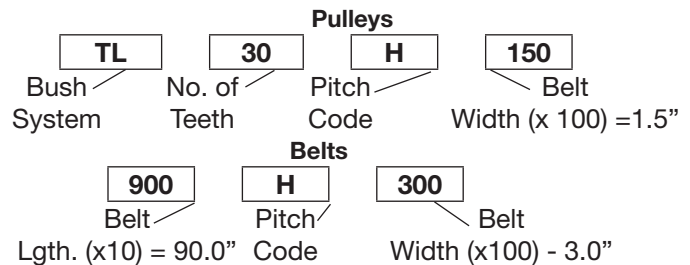 Pulleys
TL 30 H 150
Bush No. of Pitch Belt
System Teeth Code Width (x 100) =1.5”
Belts
900 H 300
Belt Pitch Belt
Lgth. (x10) = 90.0” Code Width (x100) - 3.0”